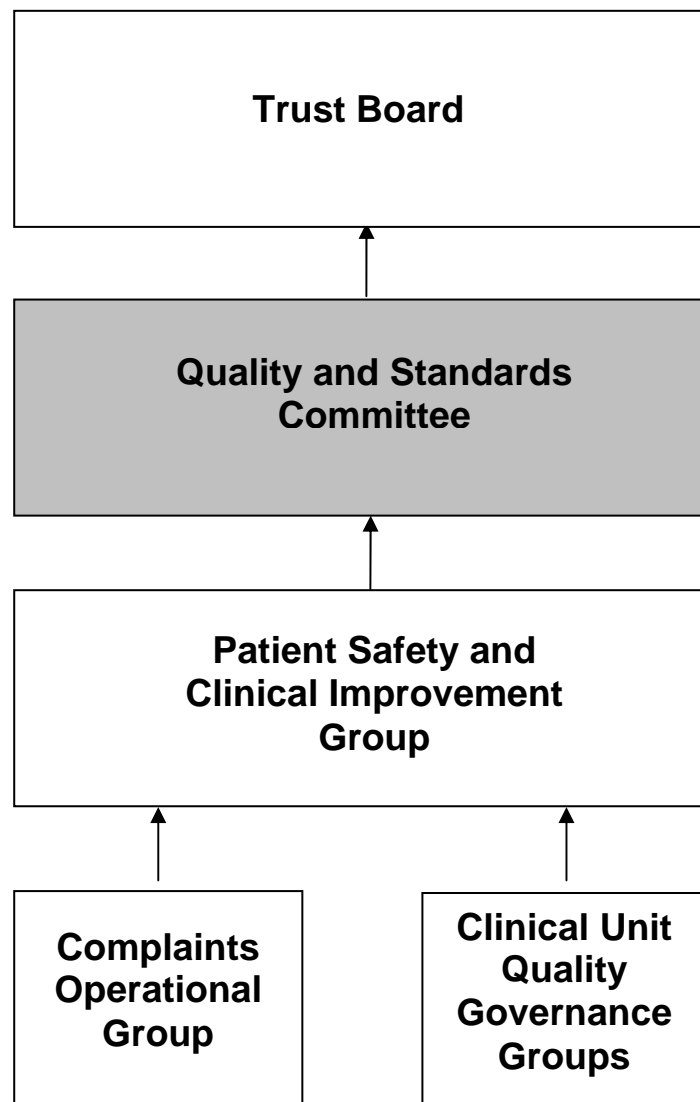 Trust Board
Quality and Standards
Committee
Patient Safety and
Clinical Improvement
Group
Complaints
Operational
Group
Clinical Unit
Quality
Governance
Groups